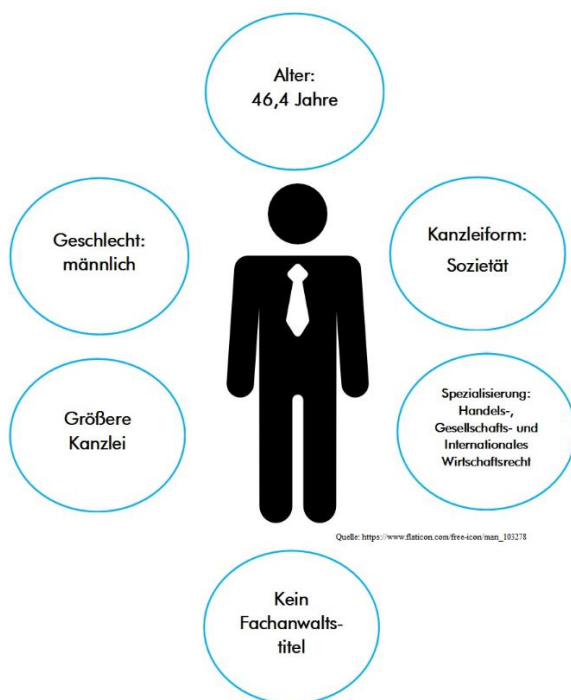 Alter:
46,4 Jahre
Geschlecht:
männlich
Kanzleiform:
Sozietät
Größere
Kanzlei
Spezialisierung:
Handels-,
Gesellschafts- und
Internationales
Wirtschaftsrecht
Quelle: https://www.flaticon.com/free-icon/man_103278
Kein
Fachanwalts-
titel